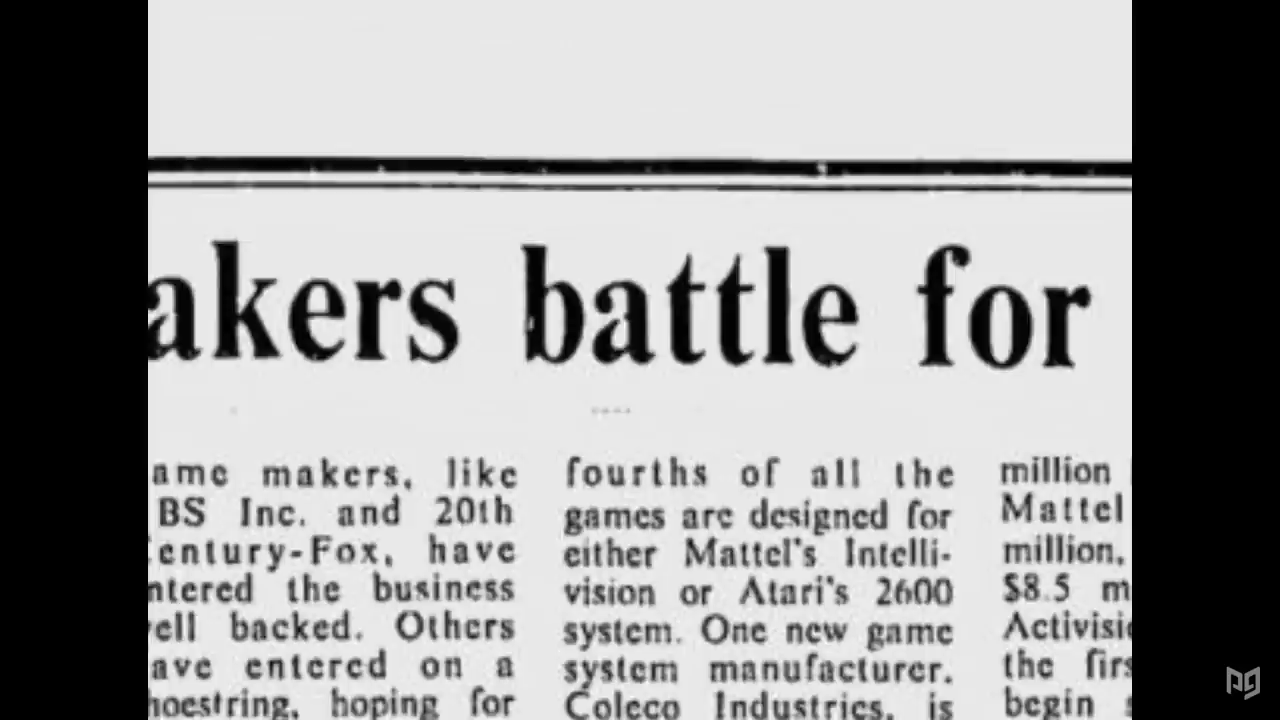 akers battle for
ame makers, like
BS Inc. and 20th
entury-Fox, have
ntered the business
ell backed. Others
ave entered on a
hoestring, hoping for
fourths of all the
games are designed for
either Mattel's Intelli-
vision or Atari's 2600
system. One new game
system manufacturer,
Coleco Industries, is
million
Mattel
million,
$8.5 m
Activisi
the firs
begin